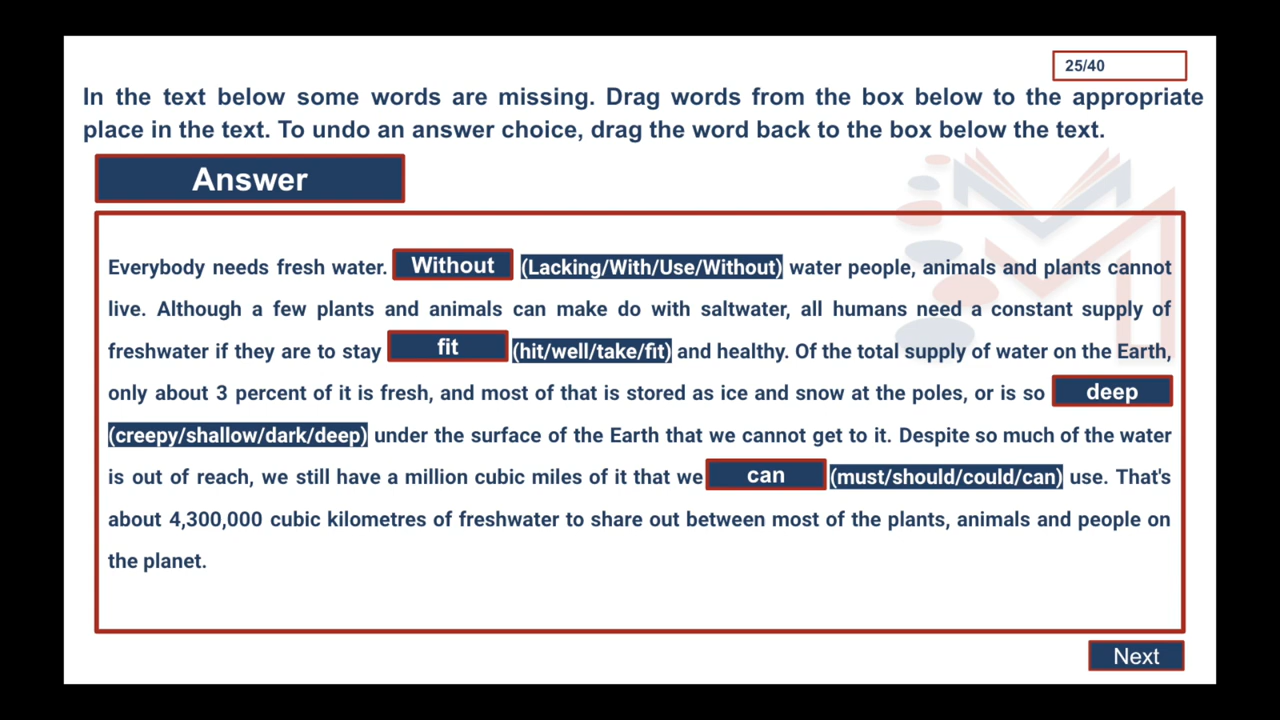 25/40
In the text below some words are missing. Drag words from the box below to the appropriate
place in the text. To undo an answer choice, drag the word back to the box below the text.
Answer
Everybody needs fresh water. Without (Lacking/With/Use/Without) water people, animals and plants cannot
live. Although a few plants and animals can make do with saltwater, all humans need a constant supply of
freshwater if they are to stay fit (hit/well/take/fit) and healthy. Of the total supply of water on the Earth,
only about 3 percent of it is fresh, and most of that is stored as ice and snow at the poles, or is so deep
(creepy/shallow/dark/deep) under the surface of the Earth that we cannot get to it. Despite so much of the water
is out of reach, we still have a million cubic miles of it that we can (must/should/could/can) use. That's
about 4,300,000 cubic kilometres of freshwater to share out between most of the plants, animals and people on
the planet.
Next